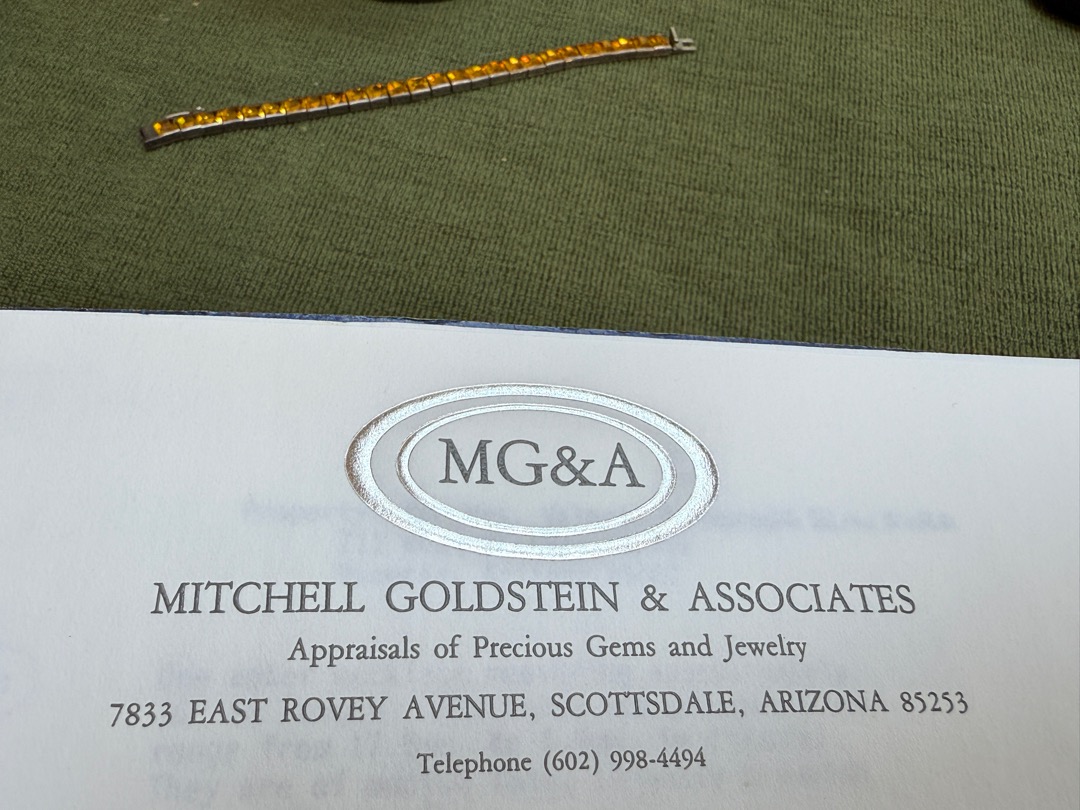 MG&A
MITCHELL GOLDSTEIN & ASSOCIATES
Appraisals of Precious Gems and Jewelry
7833 EAST ROVEY AVENUE, SCOTTSDALE, ARIZONA 85253
Telephone (602) 998-4494